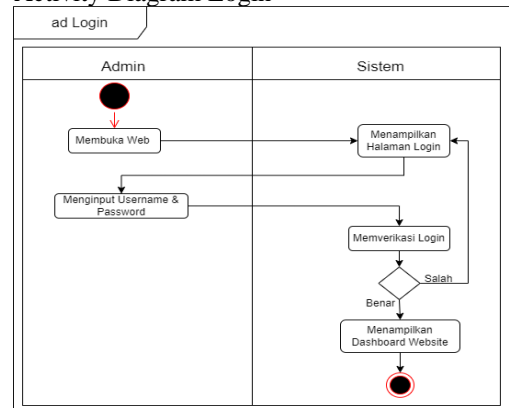 Activity Diagram Login
ad Login
Admin
Sistem
Membuka Web
Menampilkan
Halaman Login
Menginput Username &
Password
Memverikasi Login
Salah
Benar
Menampilkan
Dashboard Website